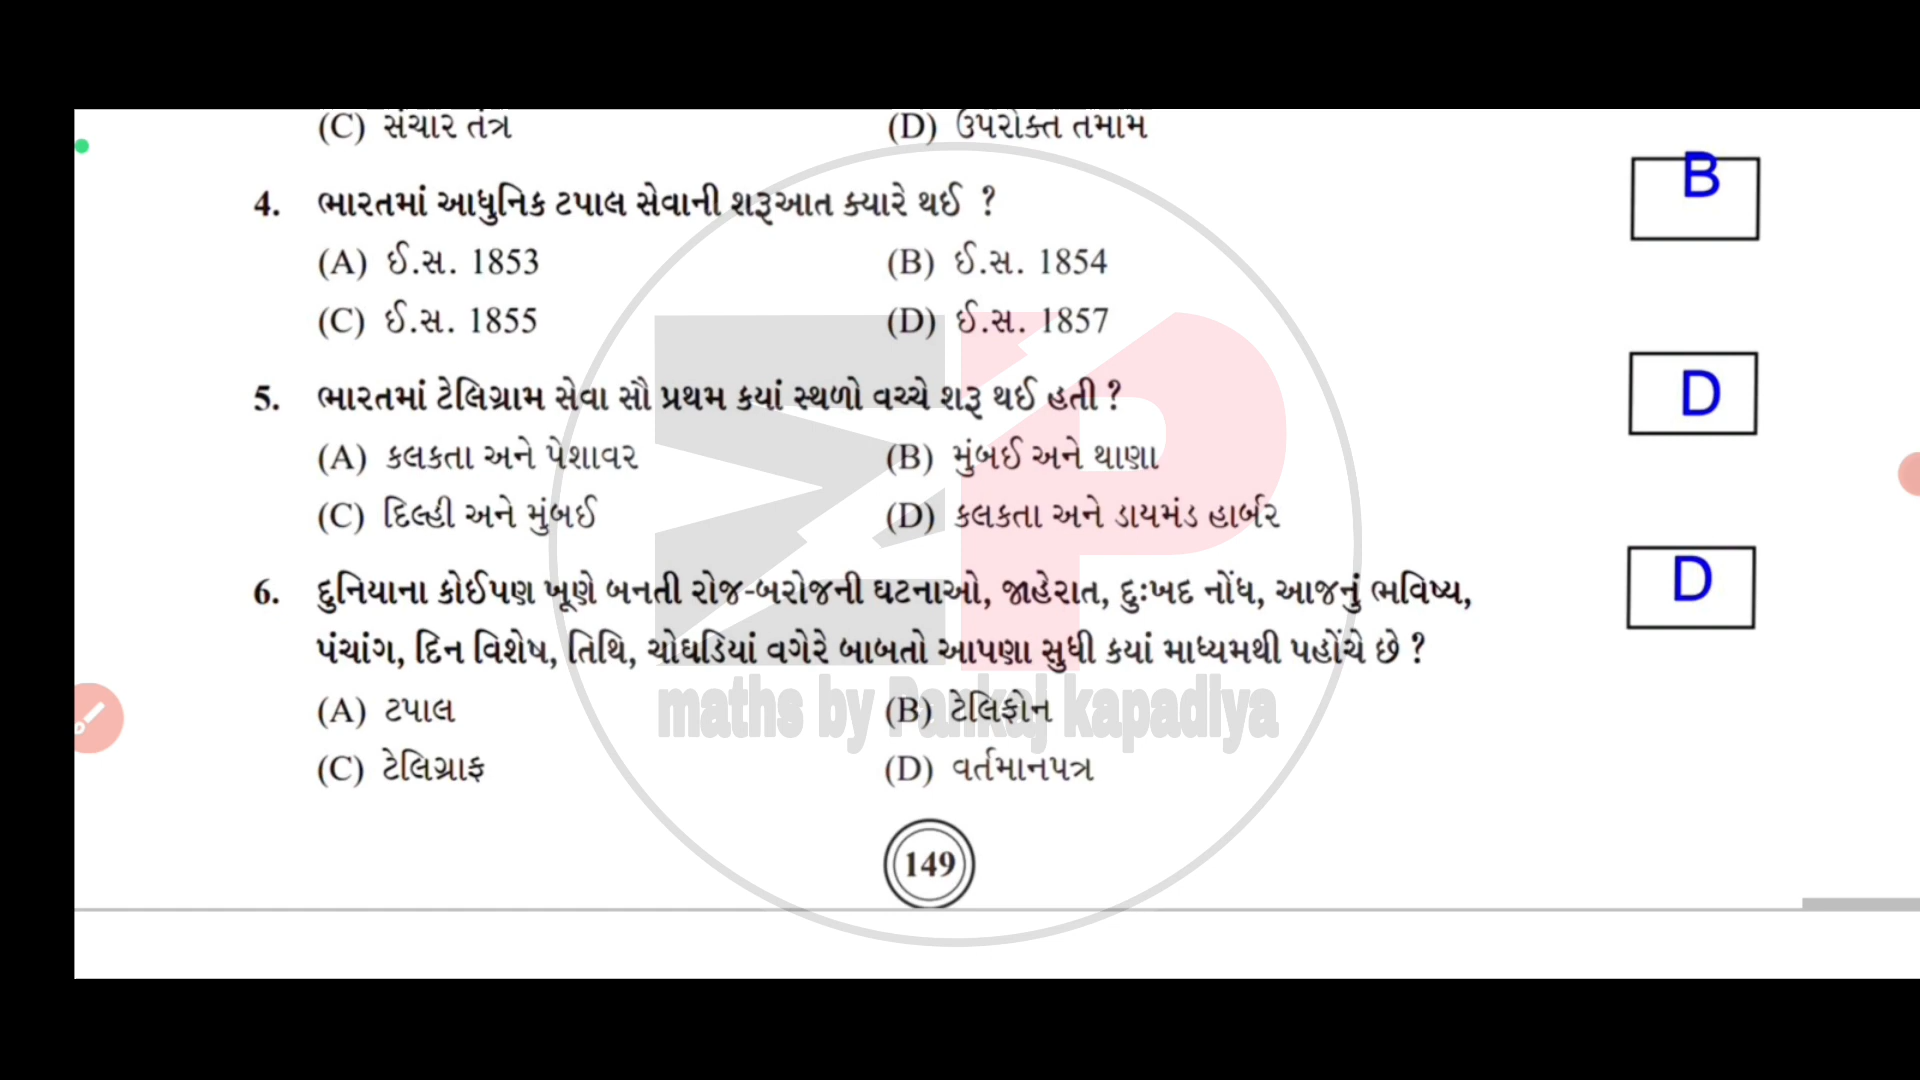 (C) સંચાર તંત્ર (D) ઉપરોક્ત તમામ
4. ભારતમાં આધુનિક ટપાલ સેવાની શરૂઆત ક્યારે થઈ ? B
(A) ઈ.સ. 1853 (B) ઈ.સ. 1854
(C) ઈ.સ. 1855 (D) ઈ.સ. 1857
5. ભારતમાં ટેલિગ્રામ સેવા સૌ પ્રથમ કયાં સ્થળો વચ્ચે શરૂ થઈ હતી ? D
(A) કલકતા અને પેશાવર (B) મુંબઈ અને થાણા
(C) દિલ્હી અને મુંબઈ (D) કલકતા અને ડાયમંડ હાર્બર
6. દુનિયાના કોઈપણ ખૂણે બનતી રોજ-બરોજની ઘટનાઓ, જાહેરાત, દુઃખદ નોંધ, આજનું ભવિષ્ય, D
પંચાંગ, દિન વિશેષ, તિથિ, ચોઘડિયાં વગેરે બાબતો આપણા સુધી કયાં માધ્યમથી પહોંચે છે ?
(A) ટપાલ (B) ટેલિફોન
maths by Pankaj kapadiya
(C) ટેલિગ્રાફ (D) વર્તમાનપત્ર
149